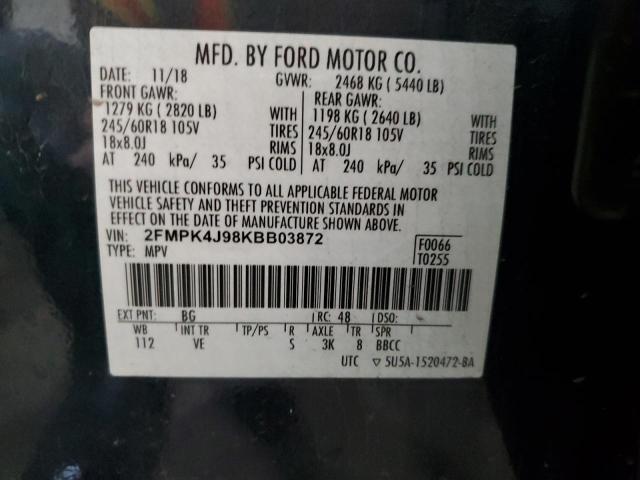 MFD. BY FORD MOTOR CO.
DATE: 11/18 GVWR: 2468 KG ( 5440 LB)
FRONT GAWR: REAR GAWR:
1279 KG ( 2820 LB) WITH 1198 KG ( 2640 LB) WITH
245/60R18 105V TIRES 245/60R18 105V TIRES
18x8.0J RIMS 18x8.0J RIMS
AT 240 kPa/ 35 PSI COLD AT 240 kPa/ 35 PSI COLD
THIS VEHICLE CONFORMS TO ALL APPLICABLE FEDERAL MOTOR
VEHICLE SAFETY AND THEFT PREVENTION STANDARDS IN
EFFECT ON THE DATE OF MANUFACTURE SHOWN ABOVE.
VIN: 2FMPK4J98KBB03872 F0066
TYPE: MPV T0255
EXT PNT: BG RC: 48 DSO:
WB INT TR TP/PS R AXLE TR SPR
112 VE S 3K 8 BBCC
UTC ▽ 5U5A-1520472-BA